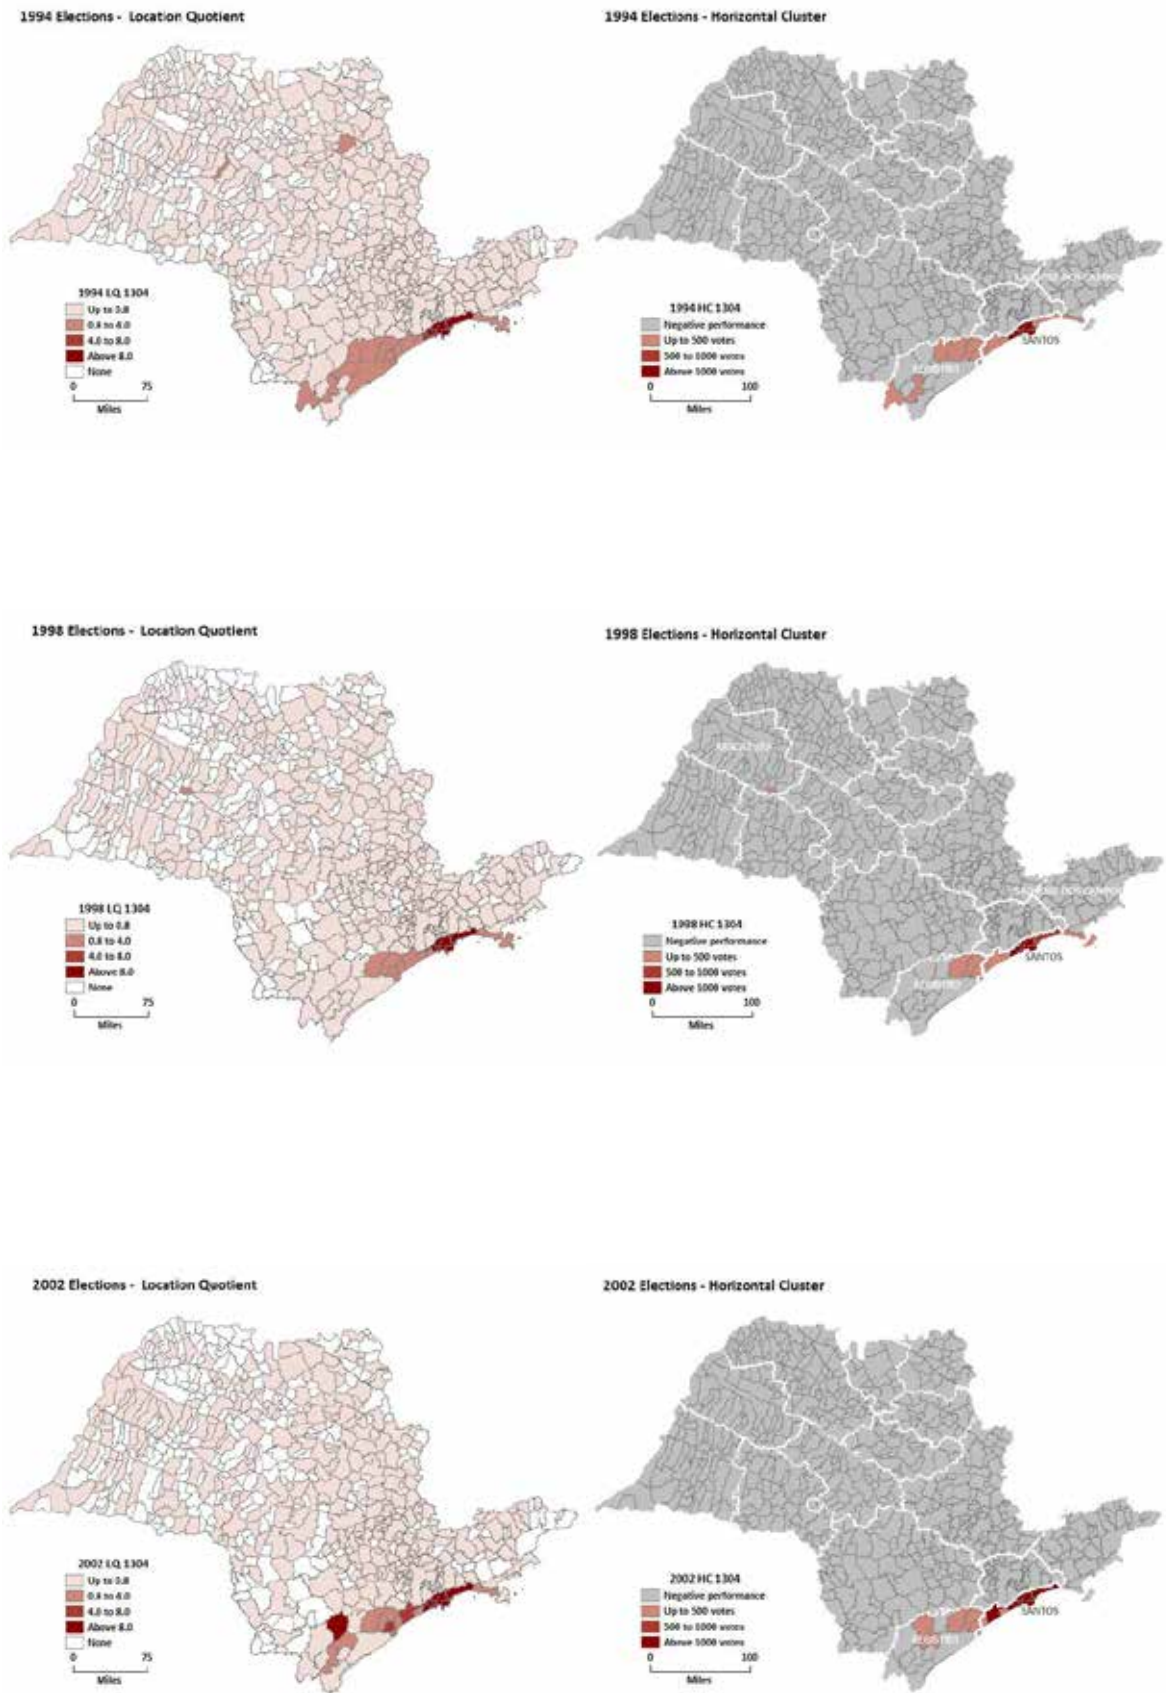 1994 Elections - Location Quotient
1994 Elections - Horizontal Cluster
1994 LQ 1304
Up to 0.8
0.8 to 4.0
4.0 to 8.0
Above 8.0
None
0 75
Miles
1994 HC 1304
Negative performance
Up to 500 votes
500 to 1000 votes
Above 1000 votes
0 100
Miles
SANTOS
REGISTRO
1998 Elections - Location Quotient
1998 Elections - Horizontal Cluster
1998 LQ 1304
Up to 0.8
0.8 to 4.0
4.0 to 8.0
Above 8.0
None
0 75
Miles
1998 HC 1304
Negative performance
Up to 500 votes
500 to 1000 votes
Above 1000 votes
0 100
Miles
SANTOS
REGISTRO
2002 Elections - Location Quotient
2002 Elections - Horizontal Cluster
2002 LQ 1304
Up to 0.8
0.8 to 4.0
4.0 to 8.0
Above 8.0
None
0 75
Miles
2002 HC 1304
Negative performance
Up to 500 votes
500 to 1000 votes
Above 1000 votes
0 100
Miles
SANTOS
REGISTRO